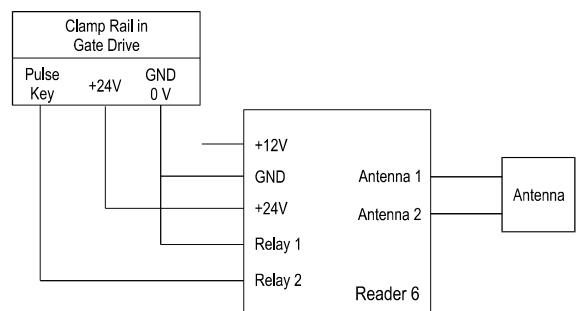 Clamp Rail in
Gate Drive
Pulse
Key
+24V
GND
0 V
+12V
GND
+24V
Relay 1
Relay 2
Antenna 1
Antenna 2
Reader 6
Antenna